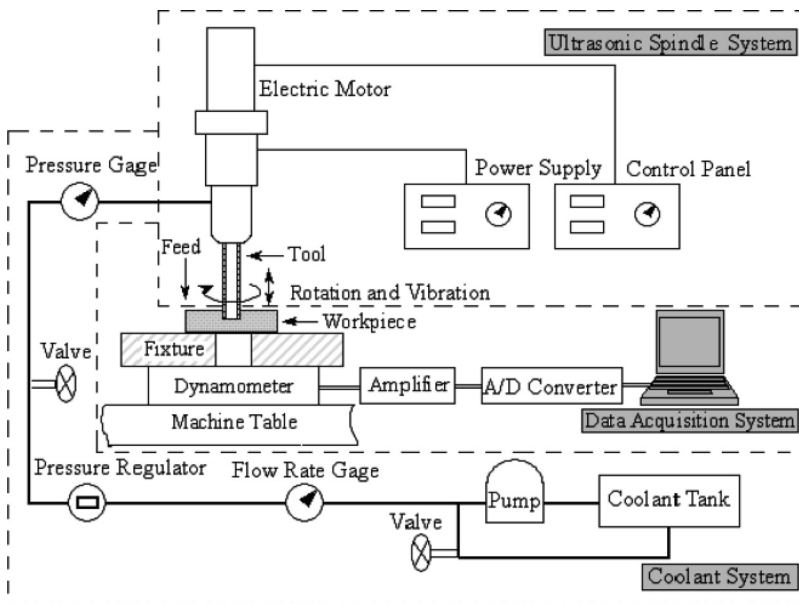 Ultrasonic Spindle System
Electric Motor
Pressure Gage
Power Supply
Control Panel
Feed
Tool
Rotation and Vibration
Workpiece
Valve
Fixture
Dynamometer
Amplifier
A/D Converter
Machine Table
Data Acquisition System
Pressure Regulator
Flow Rate Gage
Pump
Coolant Tank
Valve
Coolant System